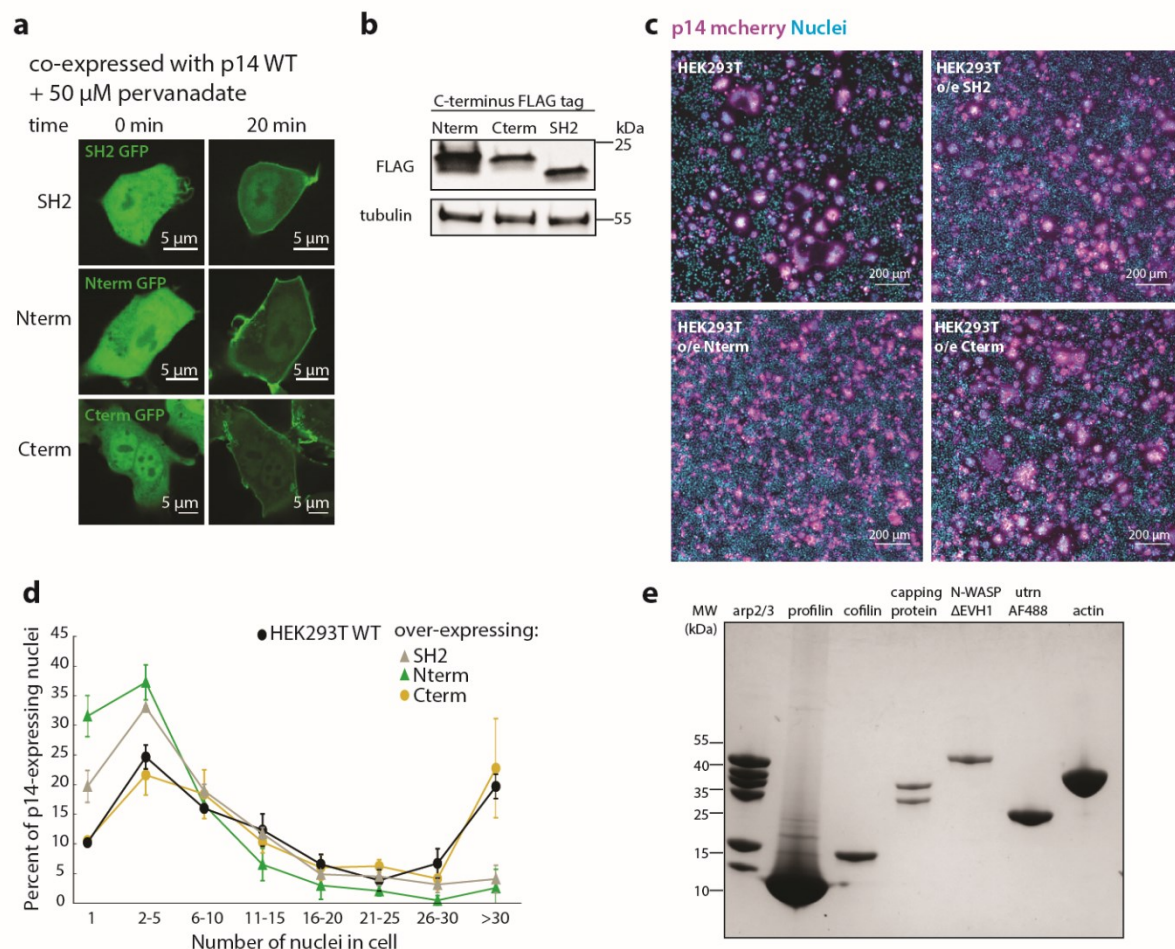 a
co-expressed with p14 WT
+ 50 µM pervanadate
time 0 min 20 min
SH2 GFP
SH2
5 µm
5 µm
Nterm GFP
Nterm
5 µm
5 µm
Cterm GFP
Cterm
5 µm
5 µm
b
C-terminus FLAG tag
Nterm Cterm SH2 kDa
25
FLAG
tubulin
55
c
p14 mcherry Nuclei
HEK293T
200 µm
HEK293T
o/e SH2
200 µm
HEK293T
o/e Nterm
200 µm
HEK293T
o/e Cterm
200 µm
d
HEK293T WT
over-expressing:
SH2
Nterm
Cterm
Percent of p14-expressing nuclei
45
40
35
30
25
20
15
10
5
0
1 2-5 6-10 11-15 16-20 21-25 26-30 >30
Number of nuclei in cell
e
MW
(kDa)
arp2/3
profilin
cofilin
capping
protein
N-WASP
ΔEVH1
utrn
AF488
actin
55
40
35
25
15
10